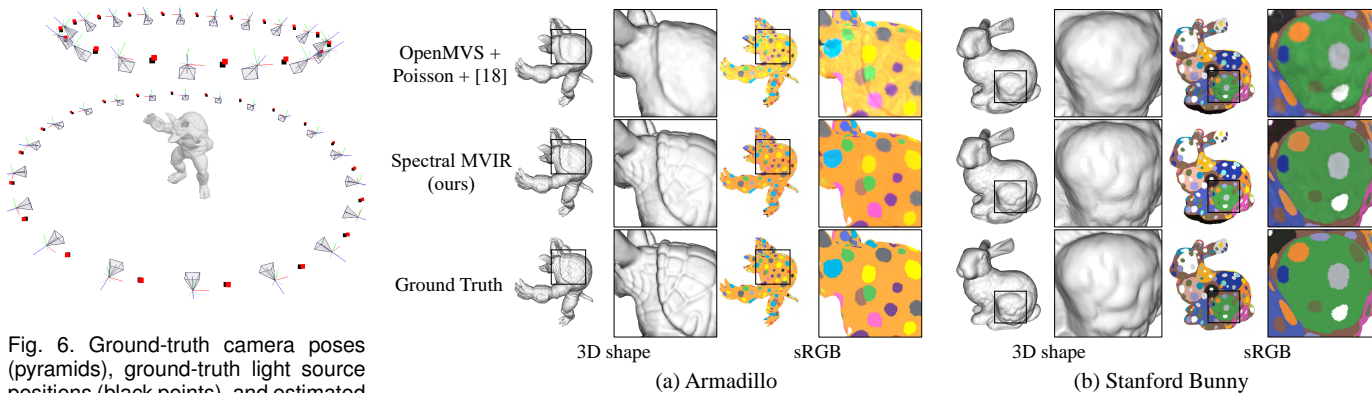 OpenMVS +
Poisson + [18]
Spectral MVIR
(ours)
Ground Truth
3D shape
sRGB
3D shape
sRGB
(a) Armadillo
(b) Stanford Bunny
Fig. 6. Ground-truth camera poses
(pyramids), ground-truth light source
positions (black points), and estimated